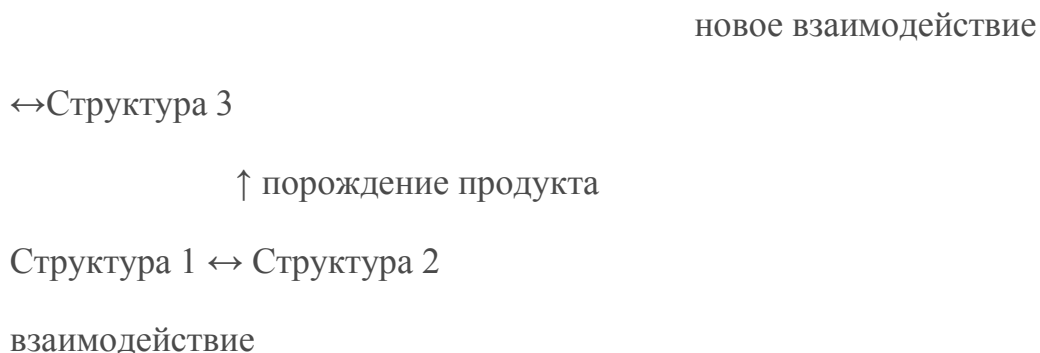 новое взаимодействие
↔Структура 3
↑ порождение продукта
Структура 1 ↔ Структура 2
взаимодействие